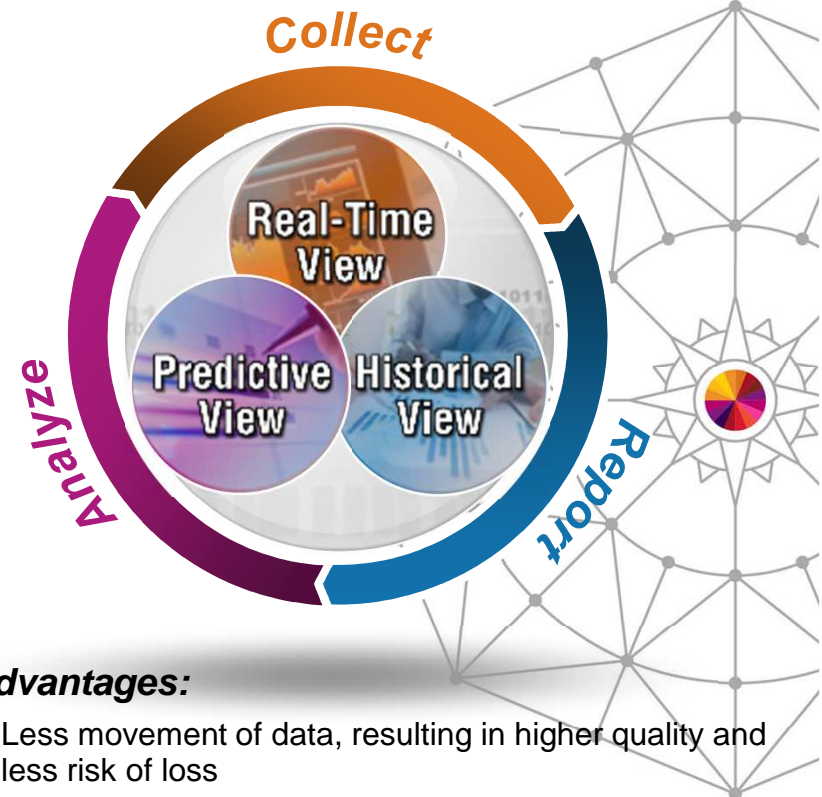 Collect
Real-Time
View
Predictive
View
Historical
View
Analyze
Report
dvantages:
Less movement of data, resulting in higher quality and
less risk of loss